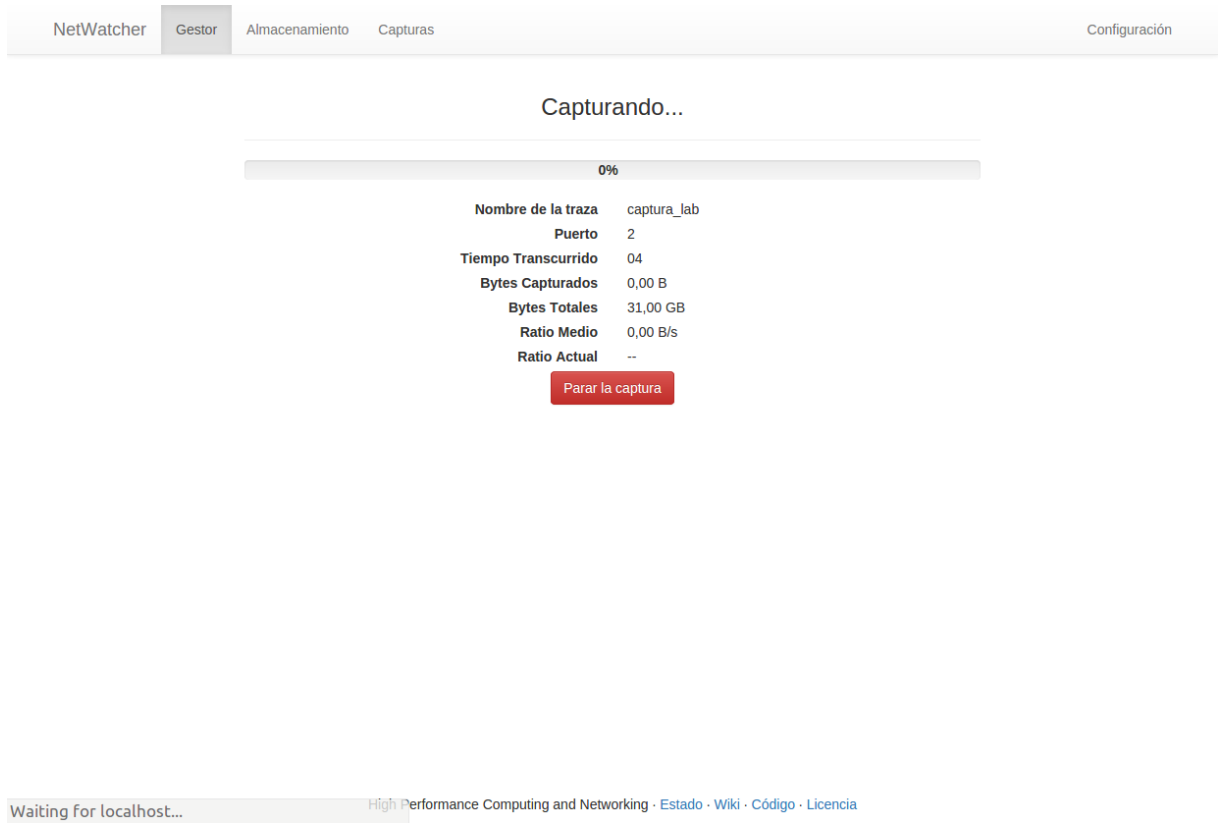 NetWatcher Gestor Almacenamiento Capturas Configuración
Capturando...
0%
Nombre de la traza captura_lab
Puerto 2
Tiempo Transcurrido 04
Bytes Capturados 0,00 B
Bytes Totales 31,00 GB
Ratio Medio 0,00 B/s
Ratio Actual --
Parar la captura
High Performance Computing and Networking · Estado · Wiki · Código · Licencia
Waiting for localhost...